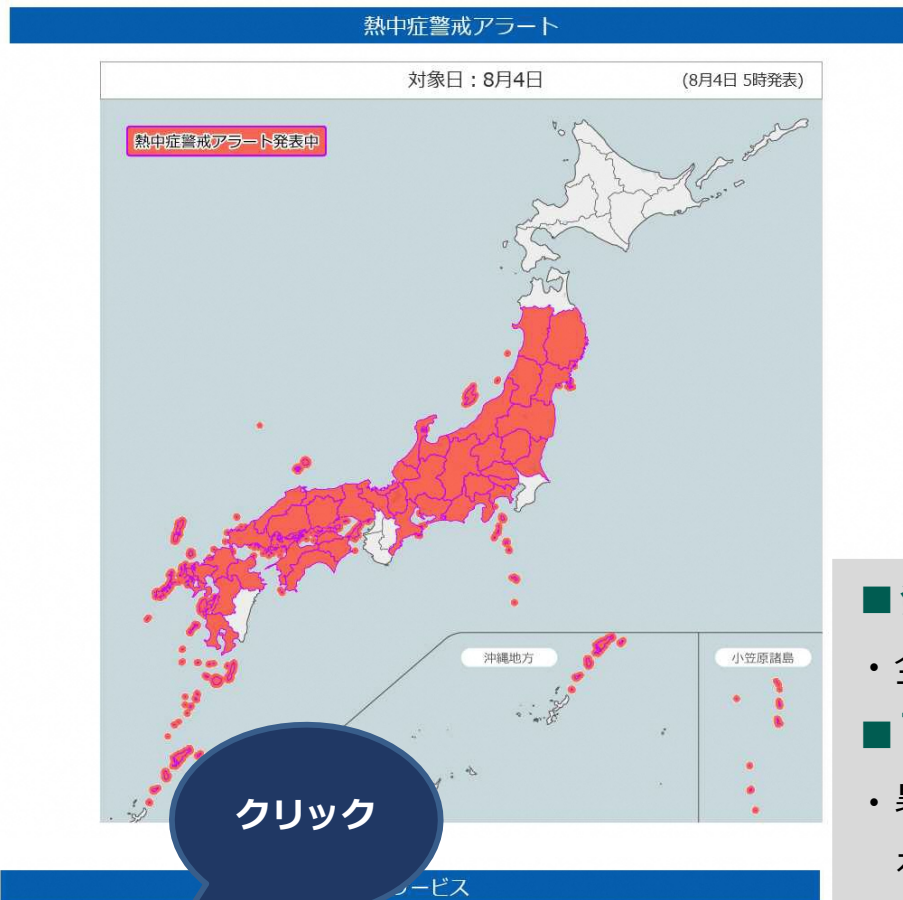 熱中症警戒アラート
対象日：8月4日
(8月4日 5時発表)
熱中症警戒アラート発表中
沖縄地方
小笠原諸島
クリック
ービス
■
・全
■
・暑